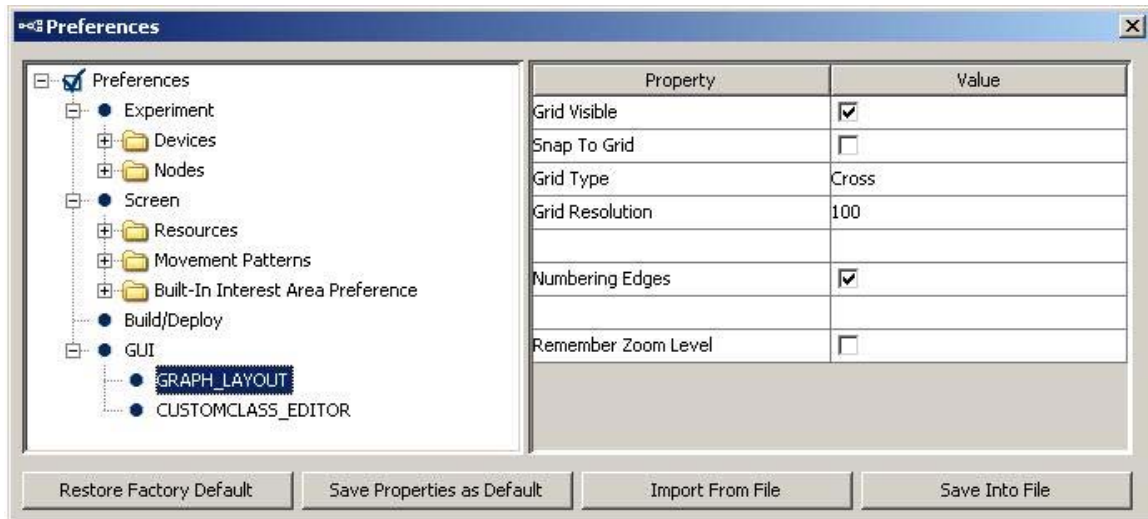 Preferences
Preferences
Experiment
Devices
Nodes
Screen
Resources
Movement Patterns
Built-In Interest Area Preference
Build/Deploy
GUI
GRAPH_LAYOUT
CUSTOMCLASS_EDITOR
Property Value
Grid Visible
Snap To Grid
Grid Type Cross
Grid Resolution 100
Numbering Edges
Remember Zoom Level
Restore Factory Default Save Properties as Default Import From File Save Into File